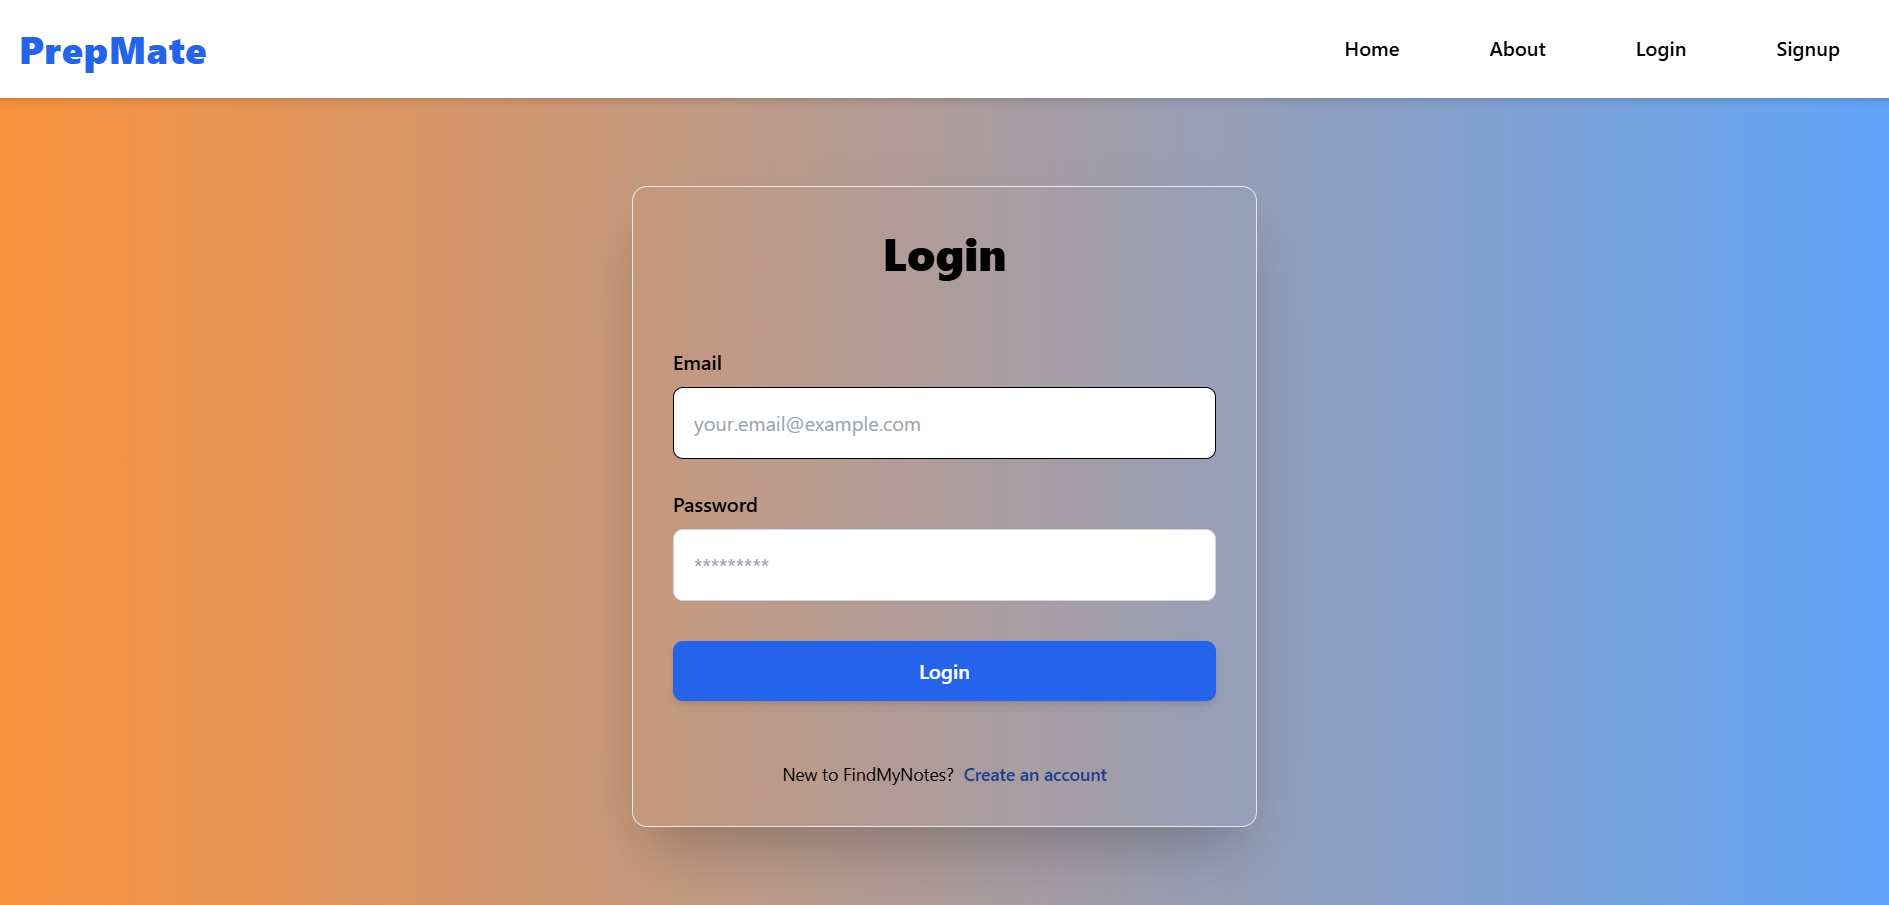 PrepMate
Home About Login Signup
Login
Email
your.email@example.com
Password
*********
Login
New to FindMyNotes? Create an account